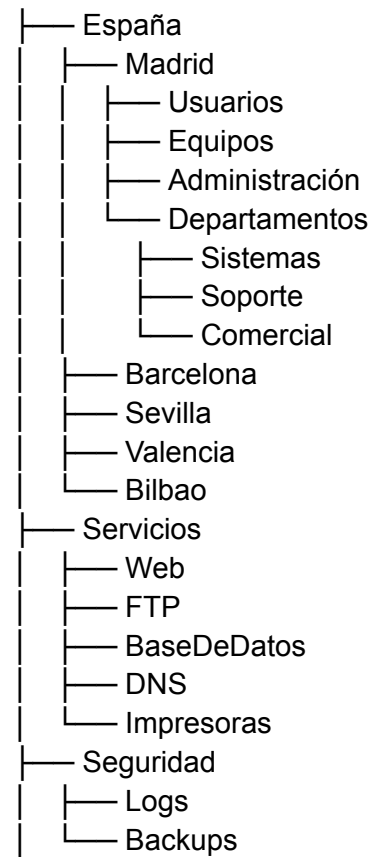 ├── España
│ ├── Madrid
│ │ ├── Usuarios
│ │ ├── Equipos
│ │ ├── Administración
│ │ └── Departamentos
│ │ ├── Sistemas
│ │ ├── Soporte
│ │ └── Comercial
│ ├── Barcelona
│ ├── Sevilla
│ ├── Valencia
│ └── Bilbao
├── Servicios
│ ├── Web
│ ├── FTP
│ ├── BaseDeDatos
│ ├── DNS
│ └── Impresoras
├── Seguridad
│ ├── Logs
│ └── Backups